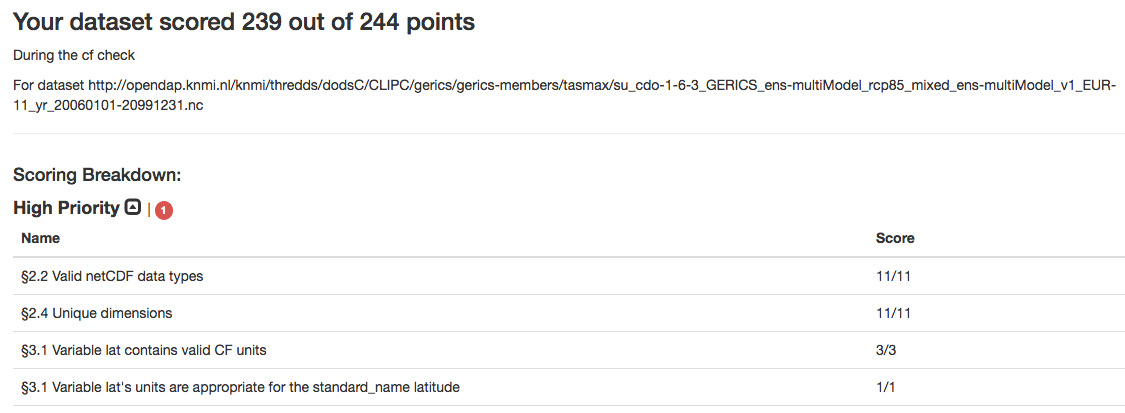 Your dataset scored 239 out of 244 points
During the cf check
For dataset http://opendap.knmi.nl/knmi/thredds/dodsC/CLIPC/gerics/gerics-members/tasmax/su_cdo-1-6-3_GERICS_ens-multiModel_rcp85_mixed_ens-multiModel_v1_EUR-
11_yr_20060101-20991231.nc
Scoring Breakdown:
High Priority | 1
Name Score
§2.2 Valid netCDF data types 11/11
§2.4 Unique dimensions 11/11
§3.1 Variable lat contains valid CF units 3/3
§3.1 Variable lat's units are appropriate for the standard_name latitude 1/1